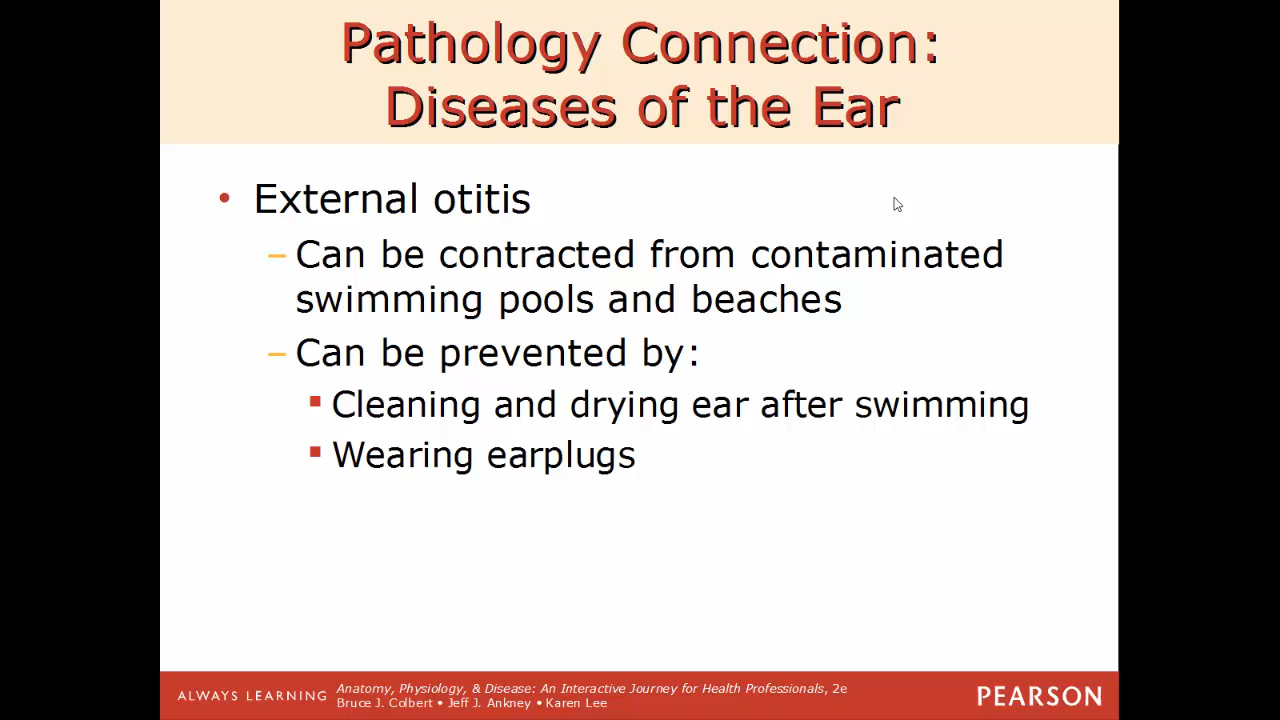 Pathology Connection:
Diseases of the Ear
• External otitis
– Can be contracted from contaminated
swimming pools and beaches
– Can be prevented by:
▪ Cleaning and drying ear after swimming
▪ Wearing earplugs
ALWAYS LEARNING
Anatomy, Physiology, & Disease: An Interactive Journey for Health Professionals, 2e
Bruce J. Colbert • Jeff J. Ankney • Karen Lee
PEARSON